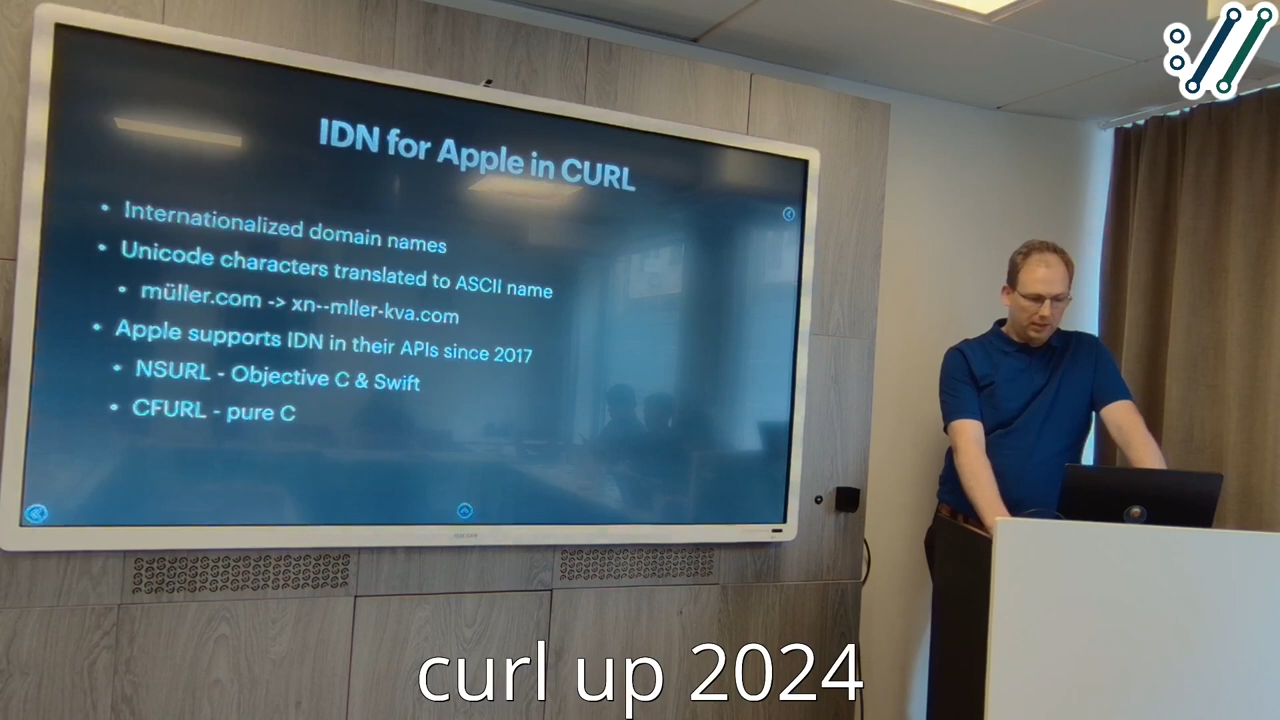 IDN for Apple in CURL
• Internationalized domain names
• Unicode characters translated to ASCII name
• müller.com -> xn--mller-kva.com
• Apple supports IDN in their APIs since 2017
• NSURL - Objective C & Swift
• CFURL - pure C
curl up 2024